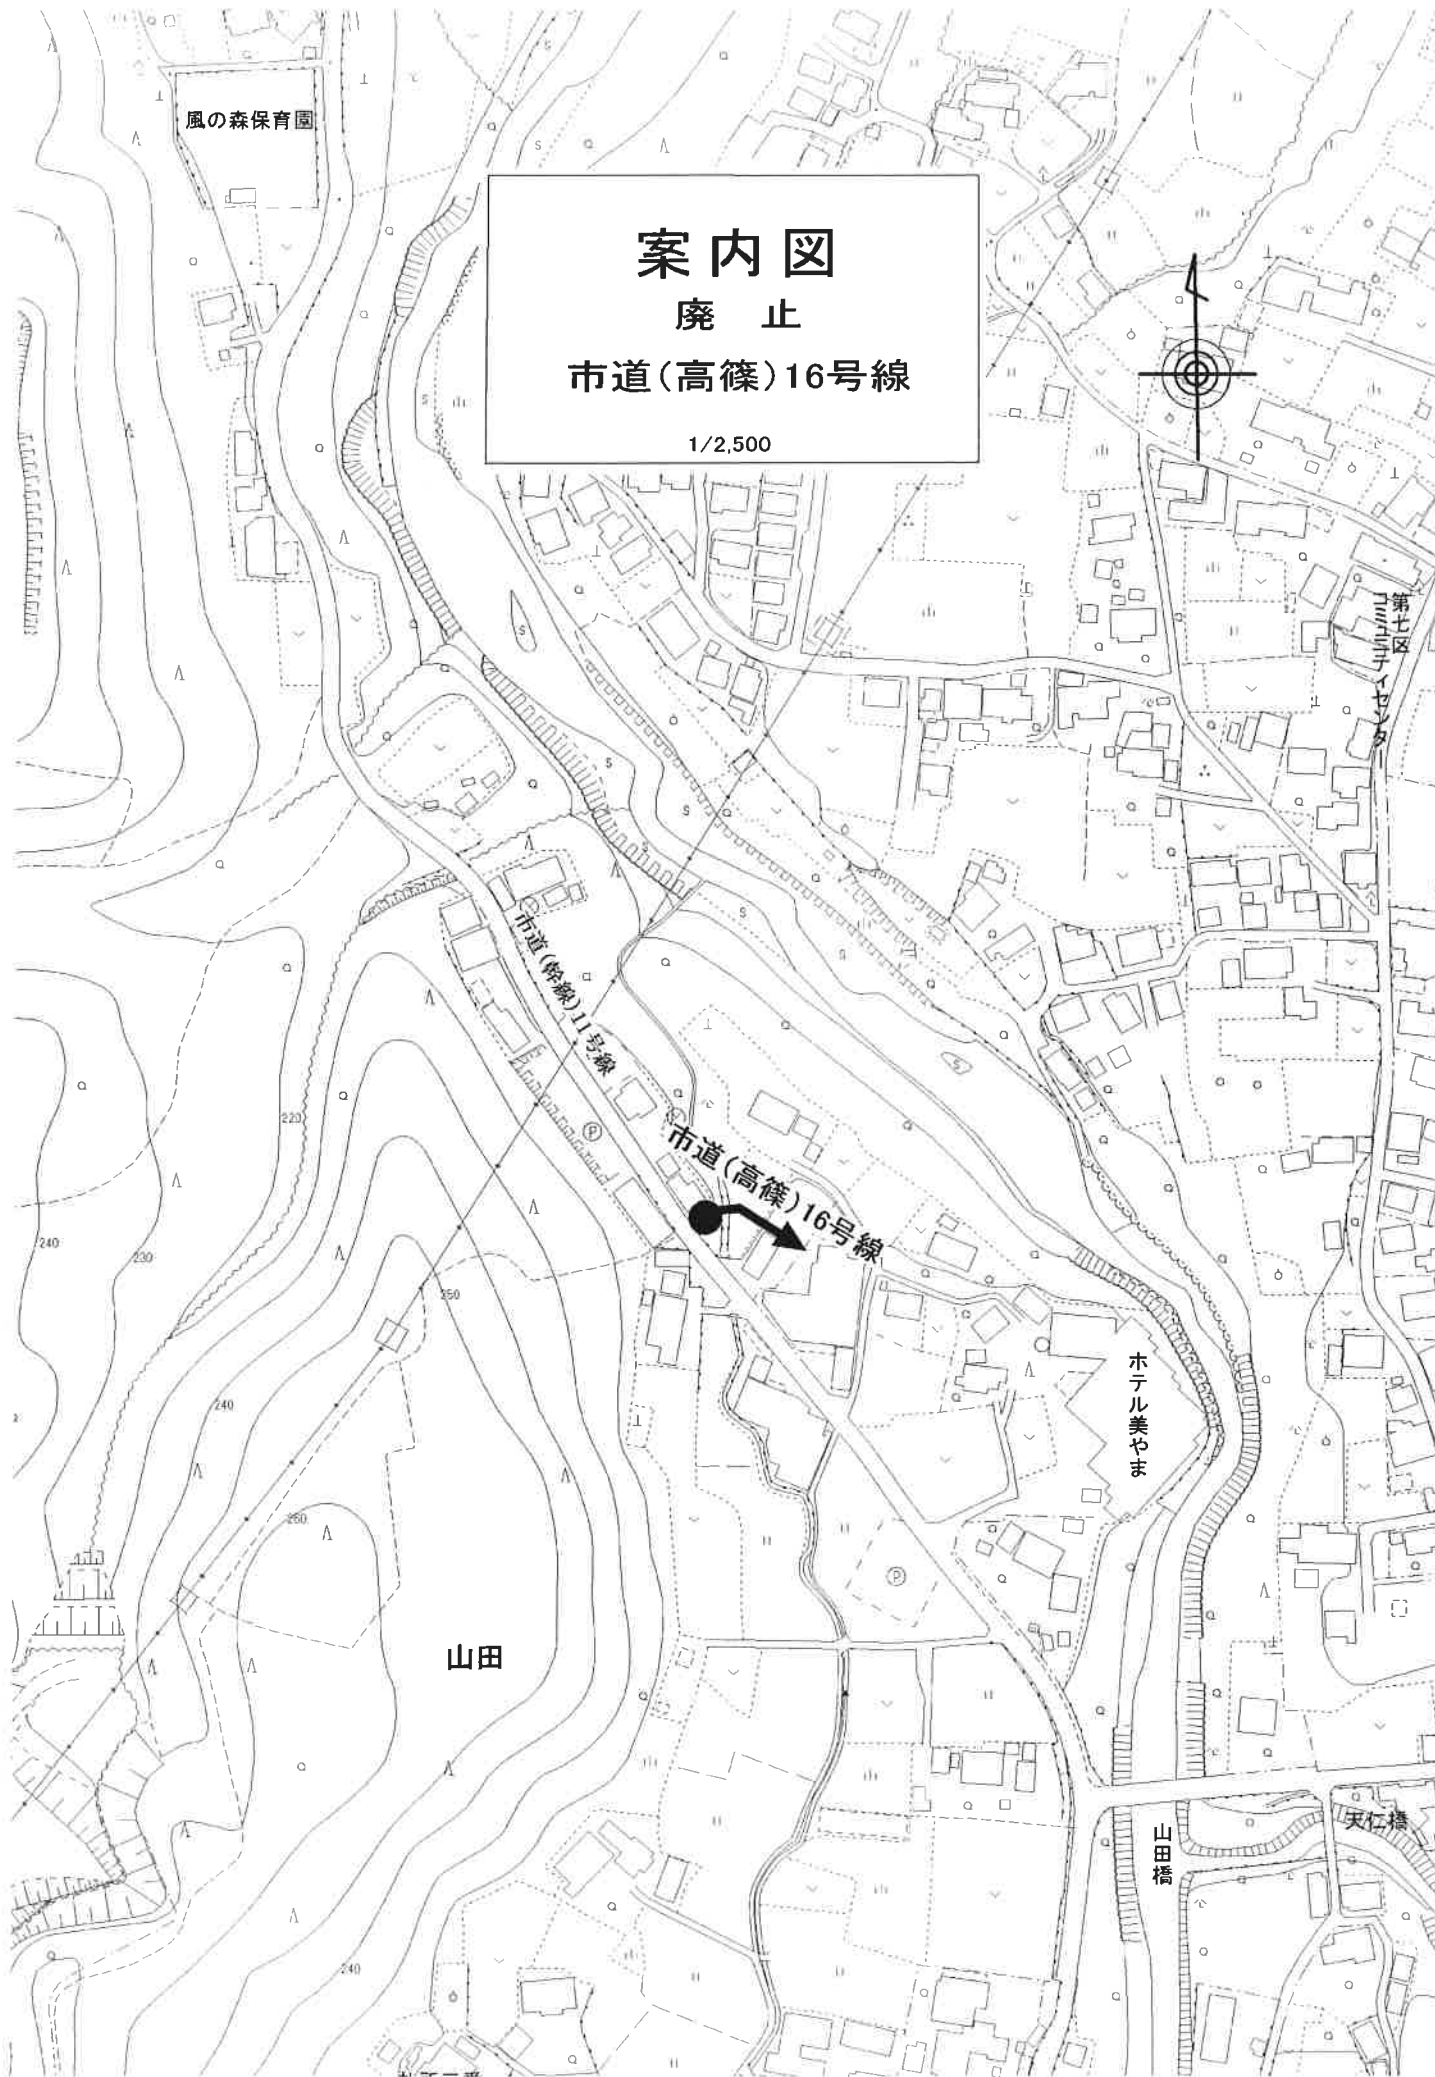 風の森保育園
案内図
廃 止
市道(高篠)16号線
1/2,500
第七区
コミュニティセンター
市道(幹線)11号線
P
市道(高篠)16号線
220
240
230
250
ホテル美やま
240
260
P
山田
天仁橋
山田橋
240